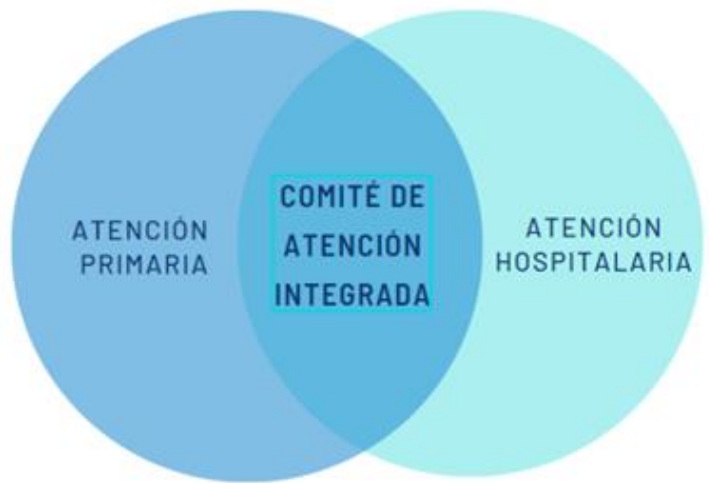 ATENCIÓN
PRIMARIA
COMITÉ DE
ATENCIÓN
INTEGRADA
ATENCIÓN
HOSPITALARIA